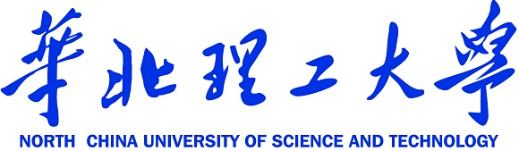 華北理工大學
NORTH CHINA UNIVERSITY OF SCIENCE AND TECHNOLOGY